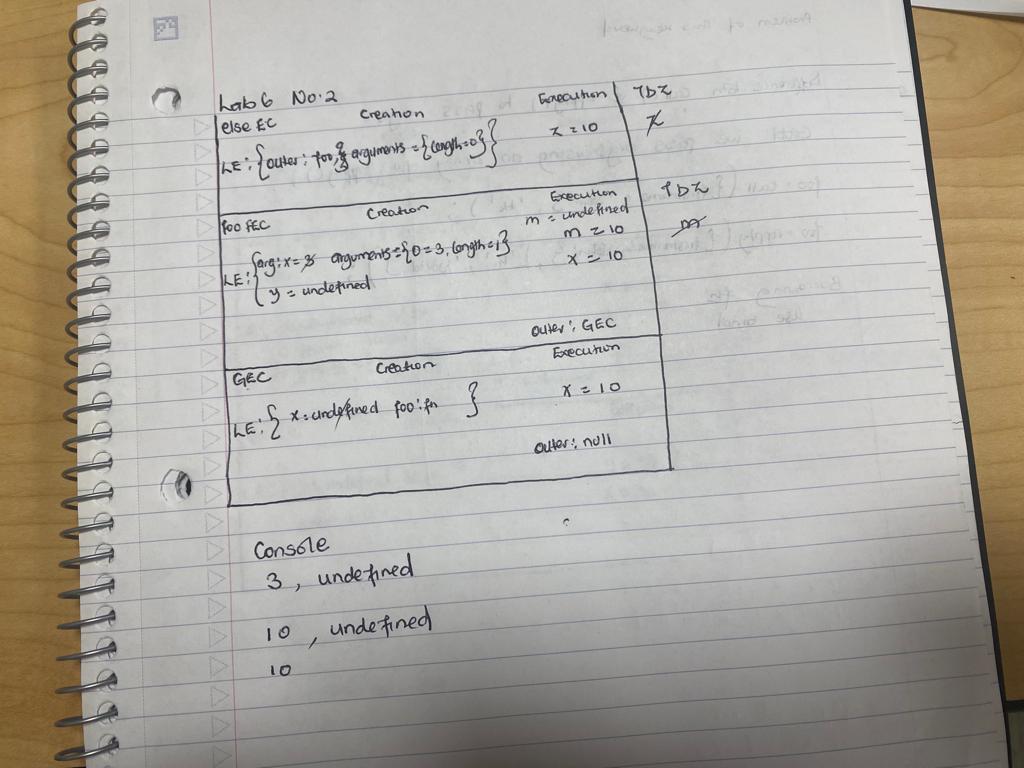 Lab 6 No.2
else EC Creation Execution TDZ
LE: { outer: foo, arguments = {length=0} } z = 10 z
foo FEC Creation Execution TDZ
m = undefined
m = 10 m
LE: { arg: x = 3 arguments = {0=3, length=1} x = 10
y = undefined
outer: GEC
GEC Creation Execution
LE: { x = undefined foo: fn } x = 10
outer: null
Console
3, undefined
10, undefined
10